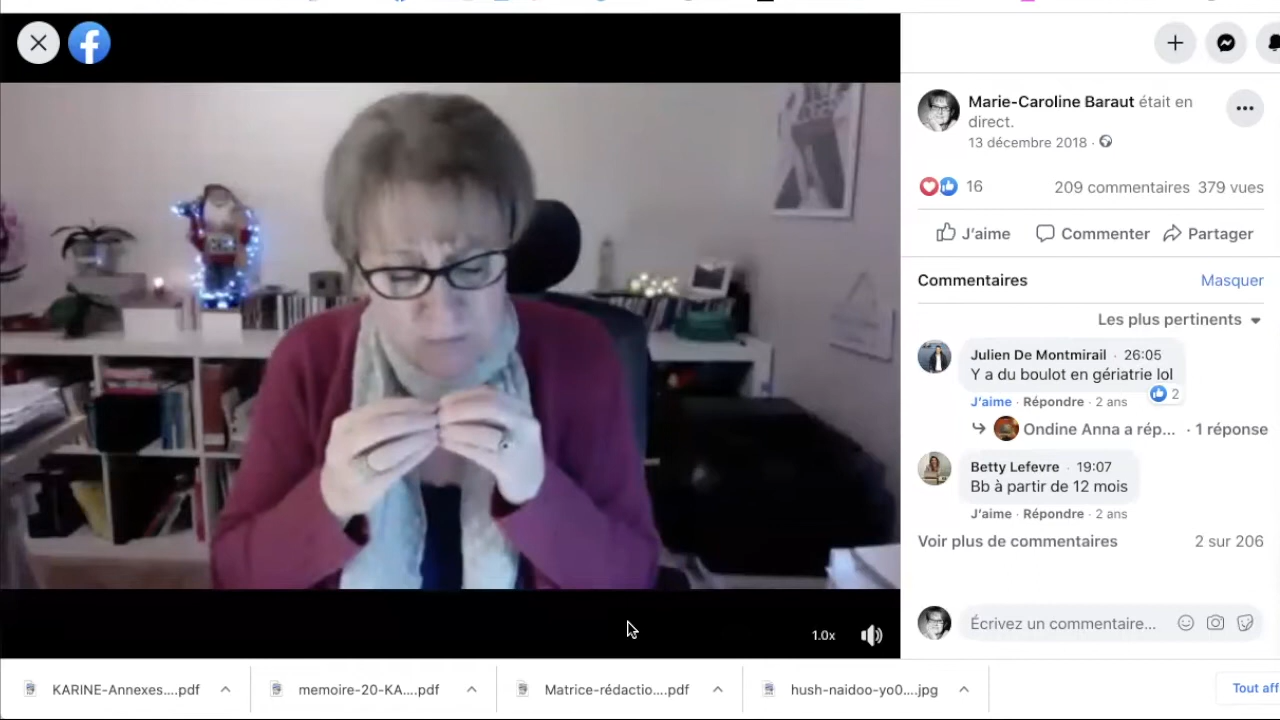 Marie-Caroline Baraut était en
direct.
13 décembre 2018 ·
16
209 commentaires 379 vues
J'aime
Commenter
Partager
Commentaires
Masquer
Les plus pertinents
Julien De Montmirail · 26:05
Y a du boulot en gériatrie lol
2
J'aime · Répondre · 2 ans
Ondine Anna a rép... · 1 réponse
Betty Lefevre · 19:07
Bb à partir de 12 mois
J'aime · Répondre · 2 ans
Voir plus de commentaires
2 sur 206
Écrivez un commentaire...
1.0x
KARINE-Annexes....pdf
memoire-20-KA....pdf
Matrice-rédactio....pdf
hush-naidoo-yo0....jpg
Tout aff